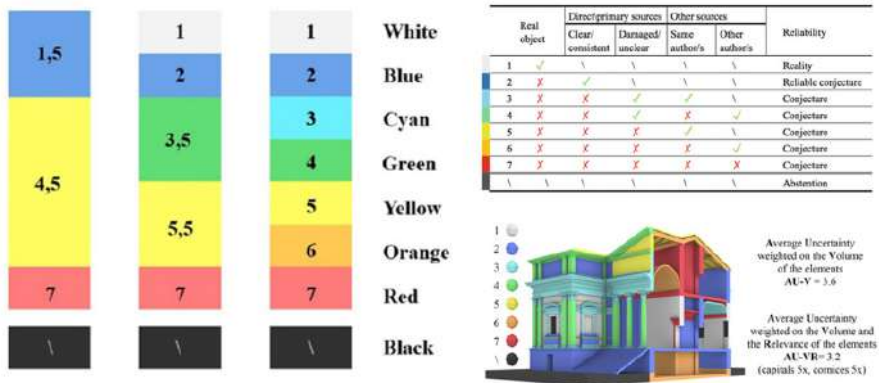 1,5
4,5
7
\
1
2
3,5
5,5
7
\
1
2
3
4
5
6
7
\
White
Blue
Cyan
Green
Yellow
Orange
Red
Black
Real object
Direct/primary sources
Other sources
Reliability
Clear/ consistent
Damaged/ unclear
Same author/s
Other author/s
1 ✓ \ \ \ \ Reality
2 ✗ ✓ \ \ \ Reliable conjecture
3 ✗ ✗ ✓ ✓ \ Conjecture
4 ✗ ✗ ✓ ✗ ✓ Conjecture
5 ✗ ✗ ✗ ✓ \ Conjecture
6 ✗ ✗ ✗ ✗ ✓ Conjecture
7 ✗ ✗ ✗ ✗ ✗ Conjecture
\ \ \ \ \ \ Abstention
1
2
3
4
5
6
7
\
Average Uncertainty
weighted on the Volume
of the elements
AU-V = 3.6
Average Uncertainty
weighted on the Volume and
the Relevance of the elements
AU-VR= 3.2
(capitals 5x, cornices 5x)